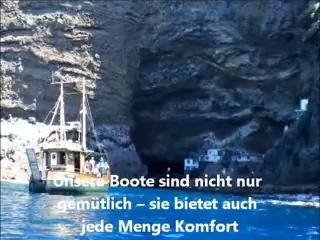 Unsere Boote sind nicht nur
gemütlich – sie bietet auch
jede Menge Komfort